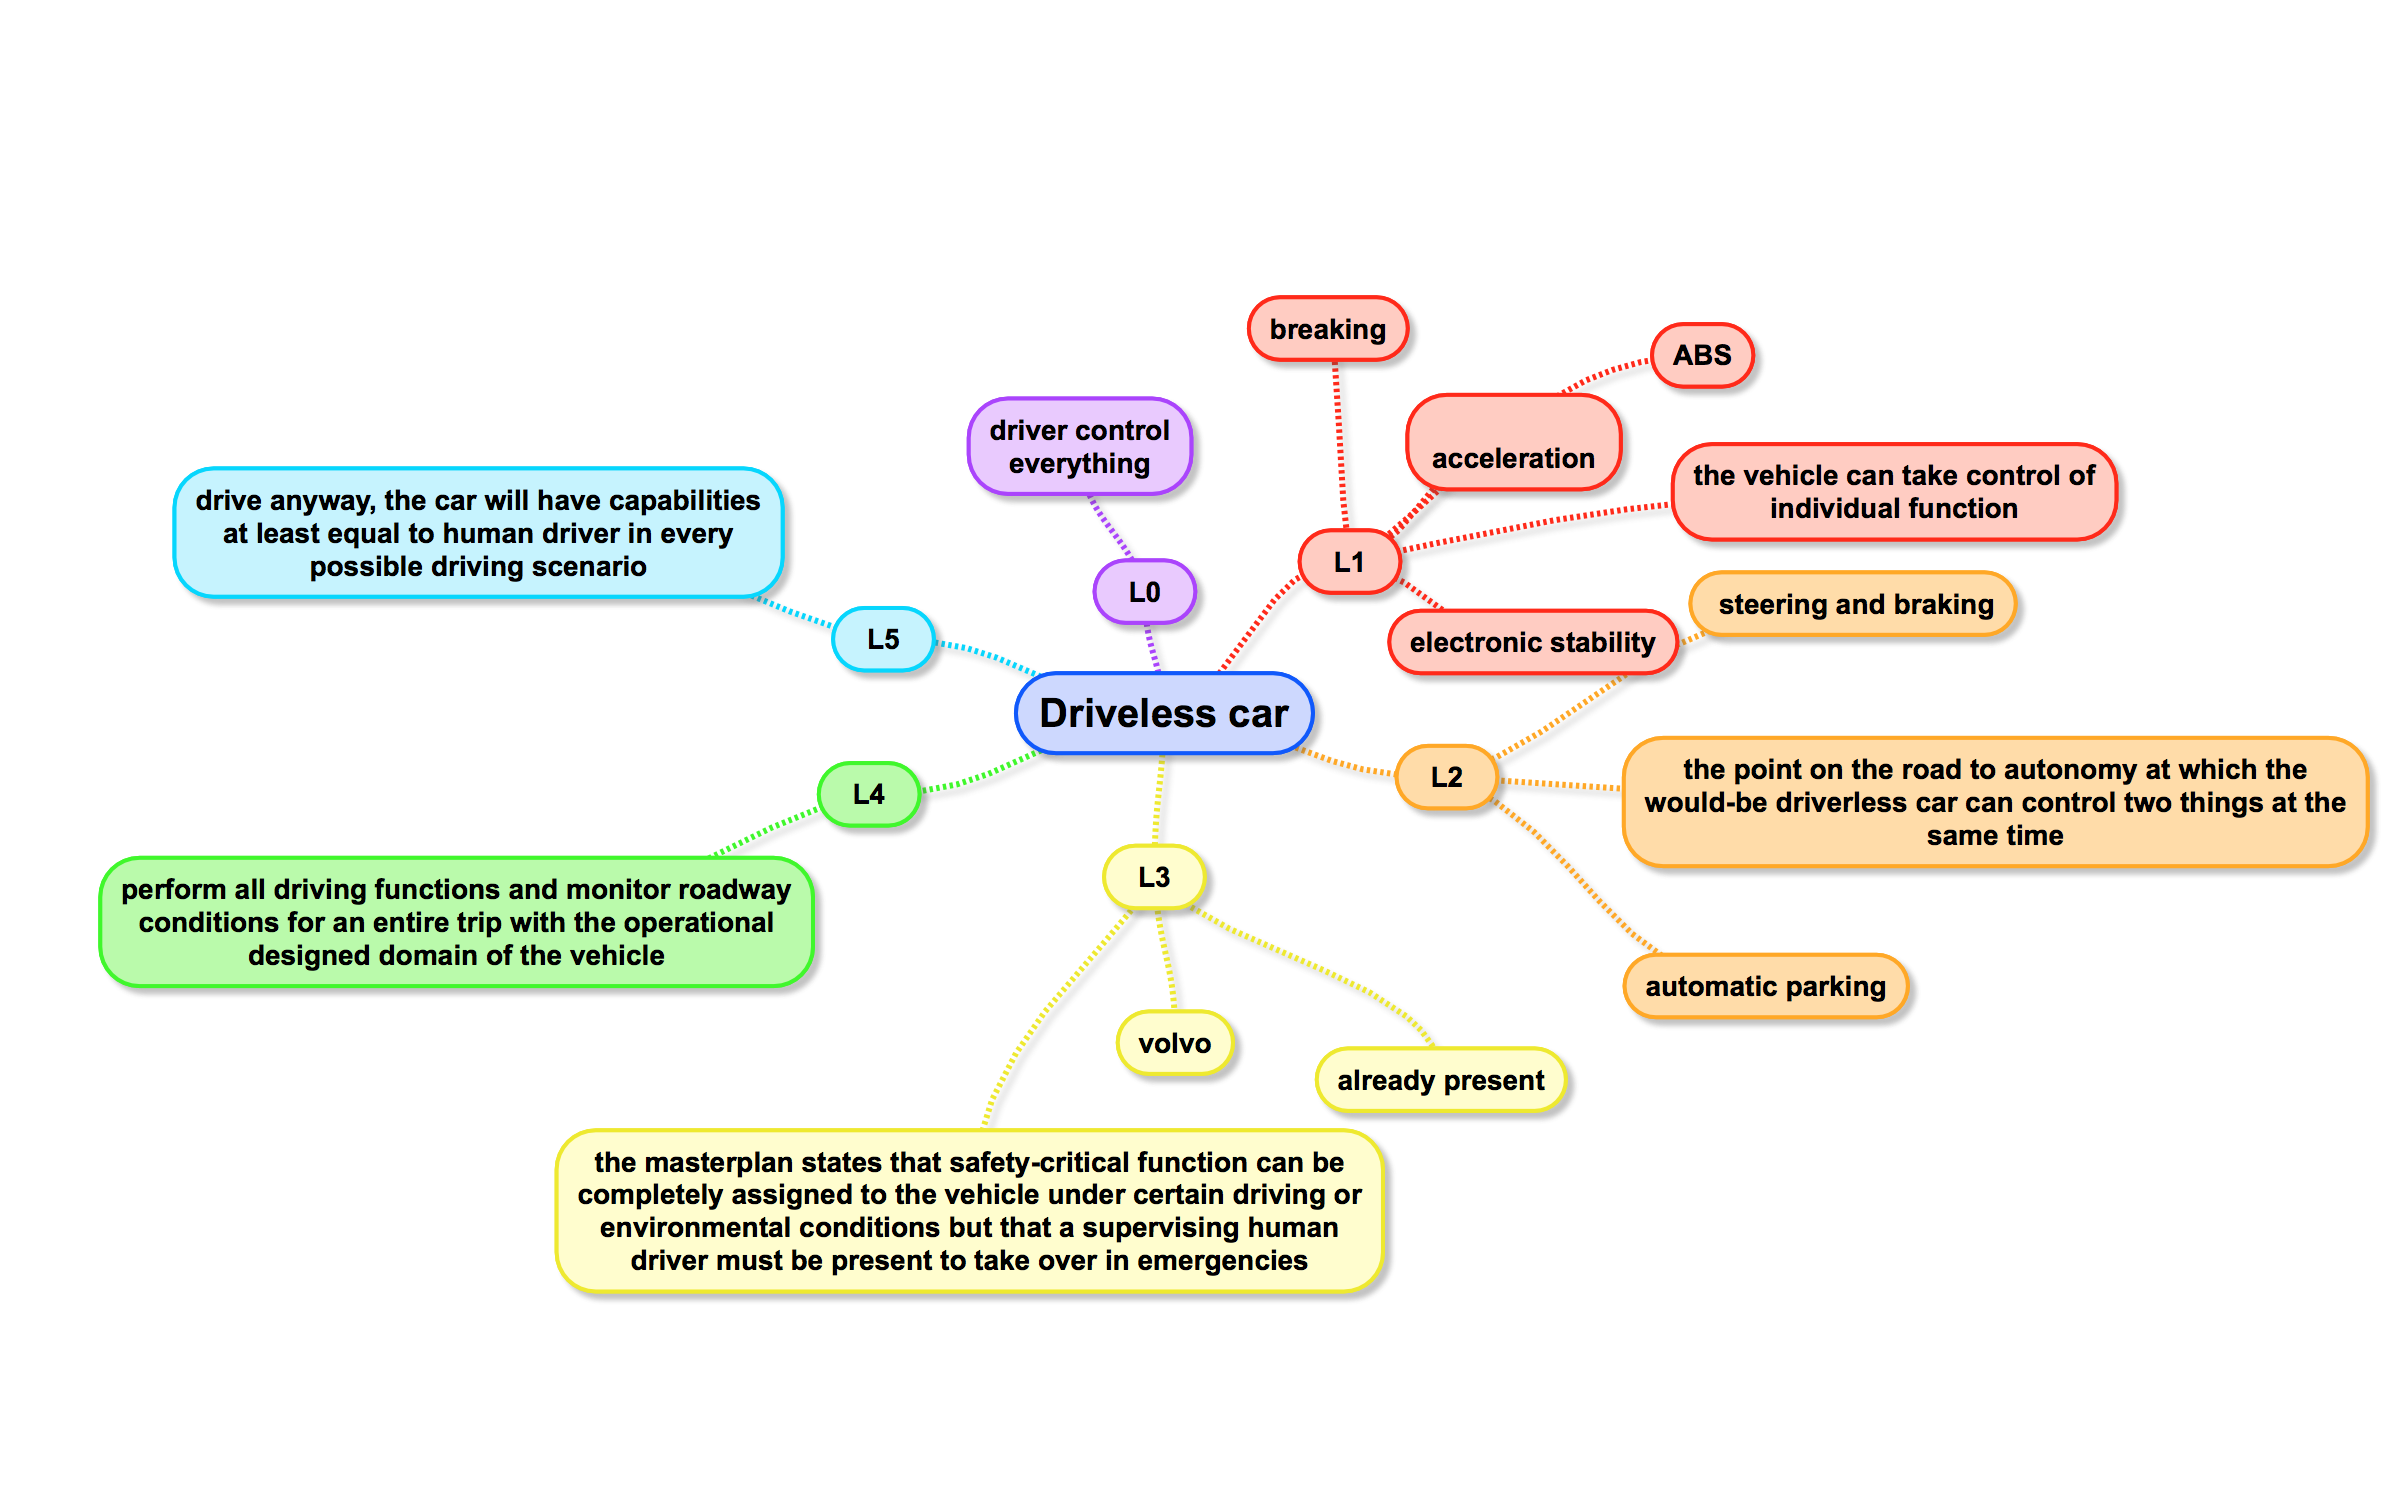 breaking
ABS
acceleration
driver control
everything
the vehicle can take control of
individual function
drive anyway, the car will have capabilities
at least equal to human driver in every
possible driving scenario
L1
L0
steering and braking
L5
electronic stability
Driveless car
L2
the point on the road to autonomy at which the
would-be driverless car can control two things at the
same time
L4
L3
perform all driving functions and monitor roadway
conditions for an entire trip with the operational
designed domain of the vehicle
automatic parking
volvo
already present
the masterplan states that safety-critical function can be
completely assigned to the vehicle under certain driving or
environmental conditions but that a supervising human
driver must be present to take over in emergencies